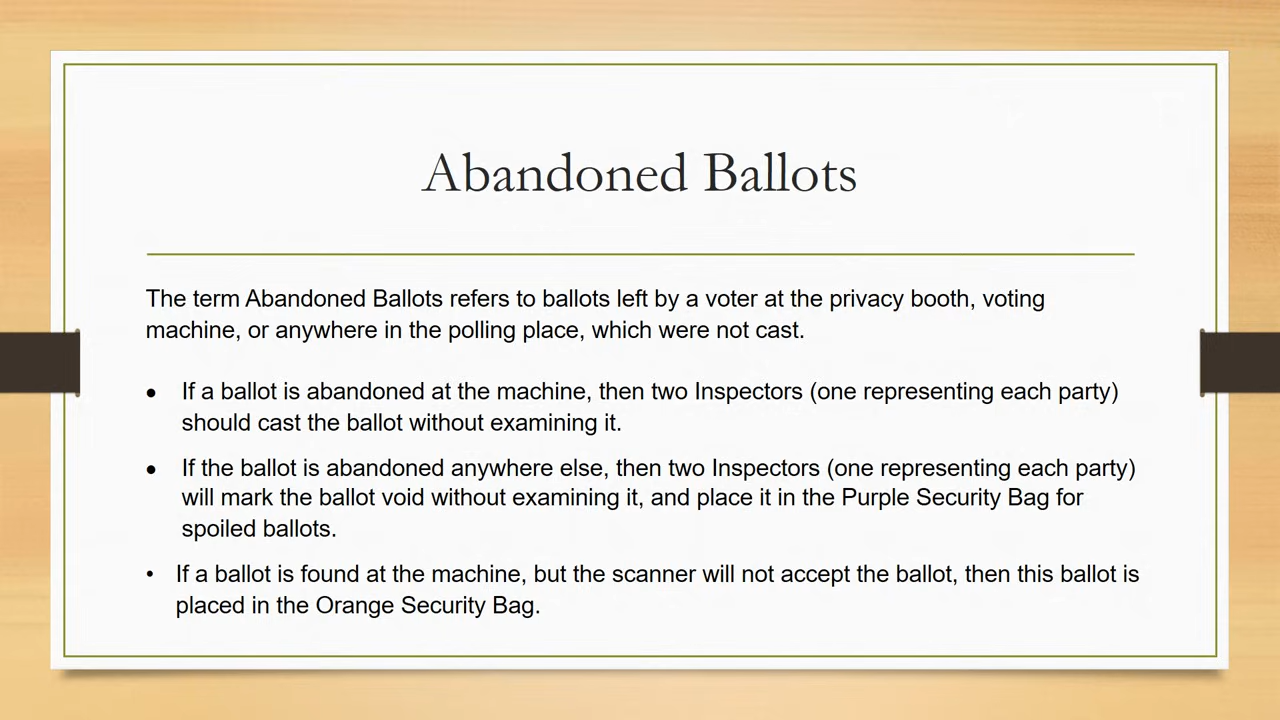 Abandoned Ballots
The term Abandoned Ballots refers to ballots left by a voter at the privacy booth, voting
machine, or anywhere in the polling place, which were not cast.
• If a ballot is abandoned at the machine, then two Inspectors (one representing each party)
should cast the ballot without examining it.
• If the ballot is abandoned anywhere else, then two Inspectors (one representing each party)
will mark the ballot void without examining it, and place it in the Purple Security Bag for
spoiled ballots.
• If a ballot is found at the machine, but the scanner will not accept the ballot, then this ballot is
placed in the Orange Security Bag.